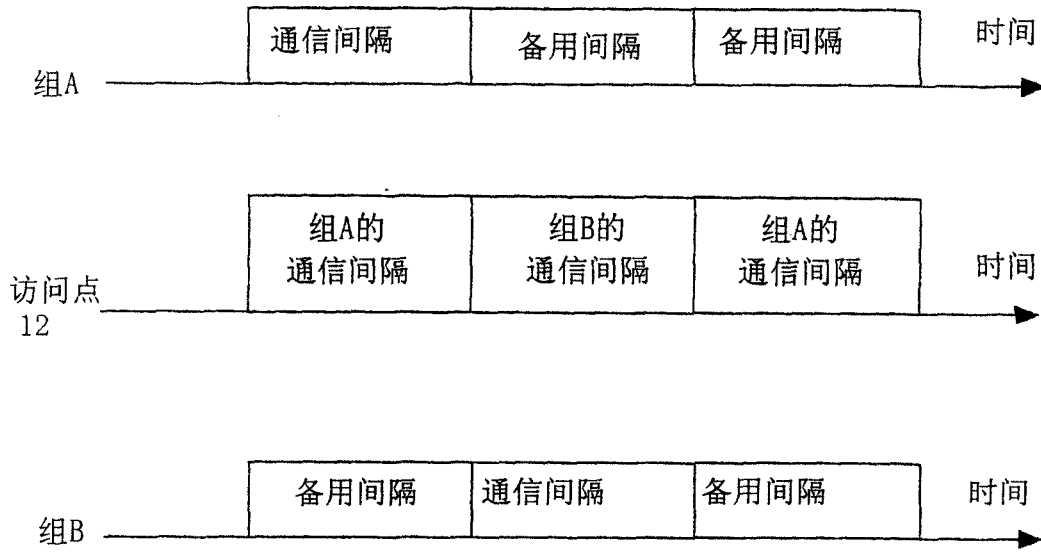 通信间隔 备用间隔 备用间隔 时间
组A
组A的 组B的 组A的
通信间隔 通信间隔 通信间隔 时间
访问点
12
备用间隔 通信间隔 备用间隔 时间
组B